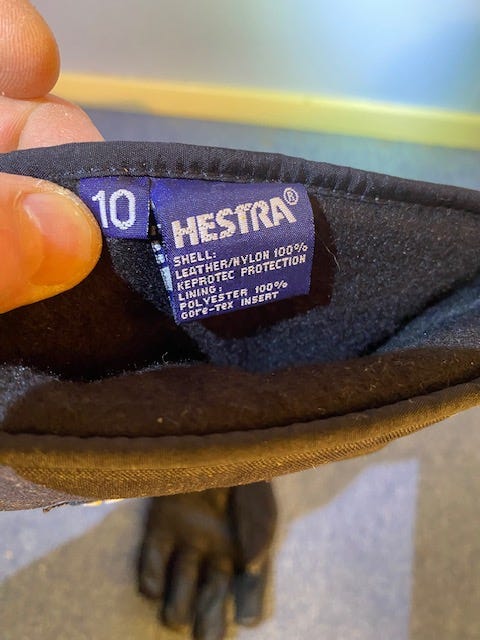 10
HESTRA®
SHELL:
LEATHER/NYLON 100%
KEPROTEC PROTECTION
LINING:
POLYESTER 100%
GORE-TEX INSERT